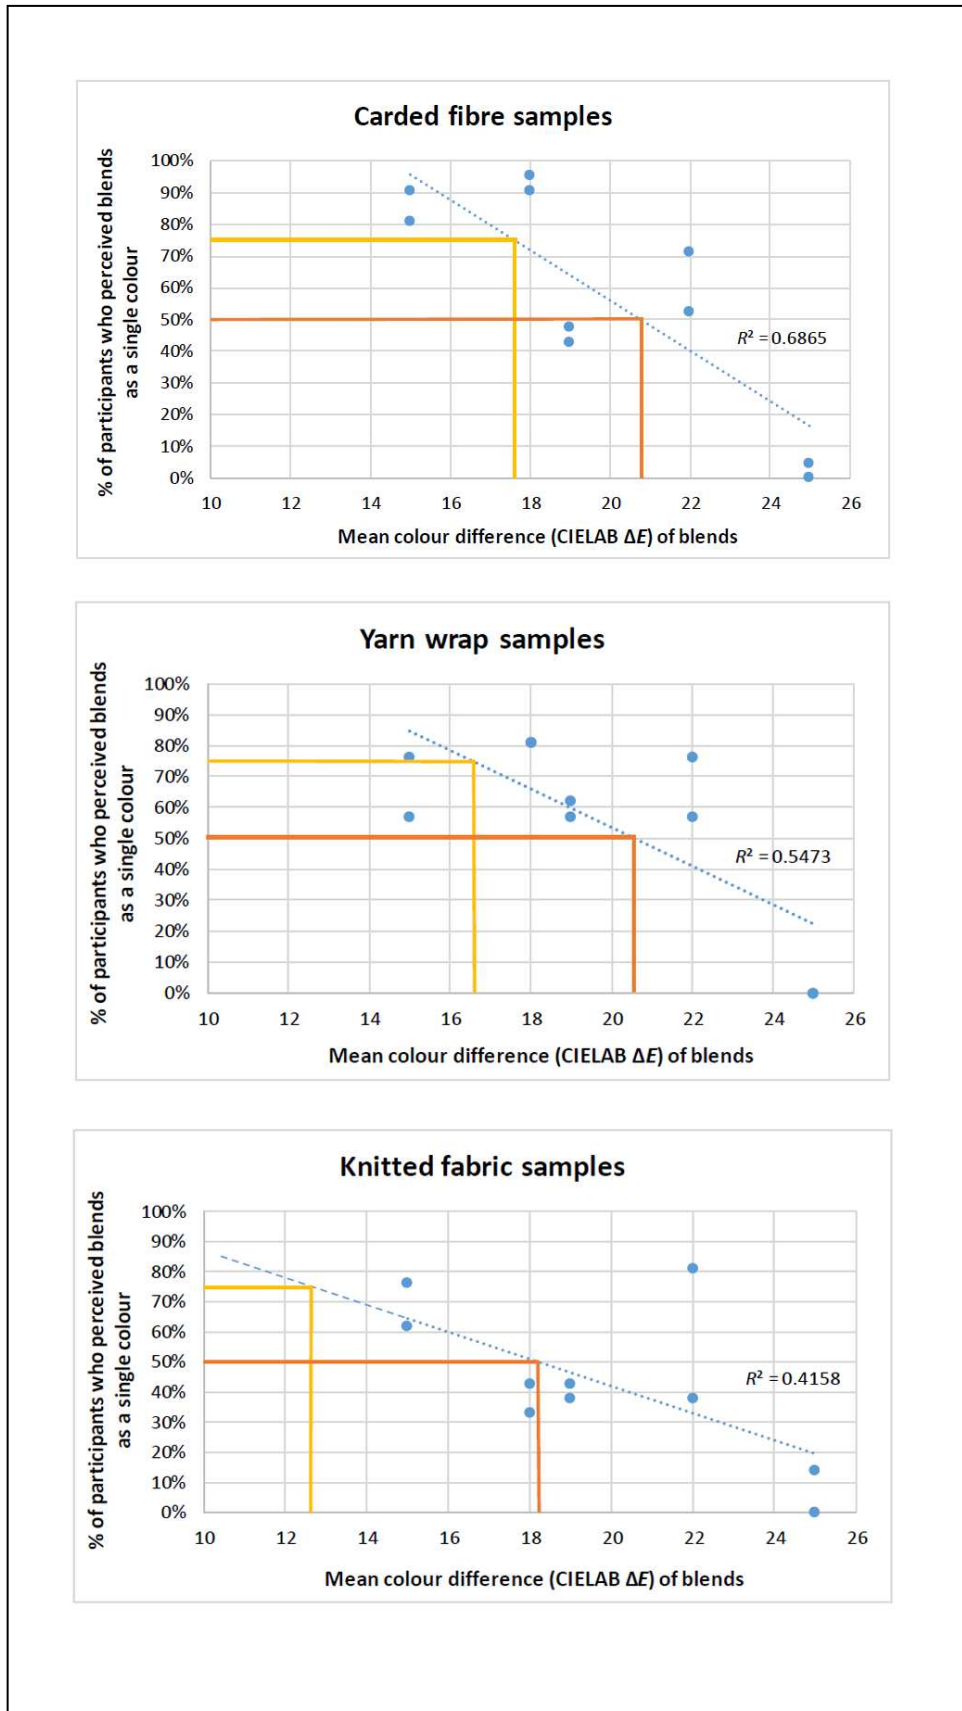 Carded fibre samples
% of participants who perceived blends
as a single colour
100%
90%
80%
70%
60%
50%
40%
30%
20%
10%
0%
R² = 0.6865
10 12 14 16 18 20 22 24 26
Mean colour difference (CIELAB ΔE) of blends
Yarn wrap samples
% of participants who perceived blends
as a single colour
100%
90%
80%
70%
60%
50%
40%
30%
20%
10%
0%
R² = 0.5473
10 12 14 16 18 20 22 24 26
Mean colour difference (CIELAB ΔE) of blends
Knitted fabric samples
% of participants who perceived blends
as a single colour
100%
90%
80%
70%
60%
50%
40%
30%
20%
10%
0%
R² = 0.4158
10 12 14 16 18 20 22 24 26
Mean colour difference (CIELAB ΔE) of blends